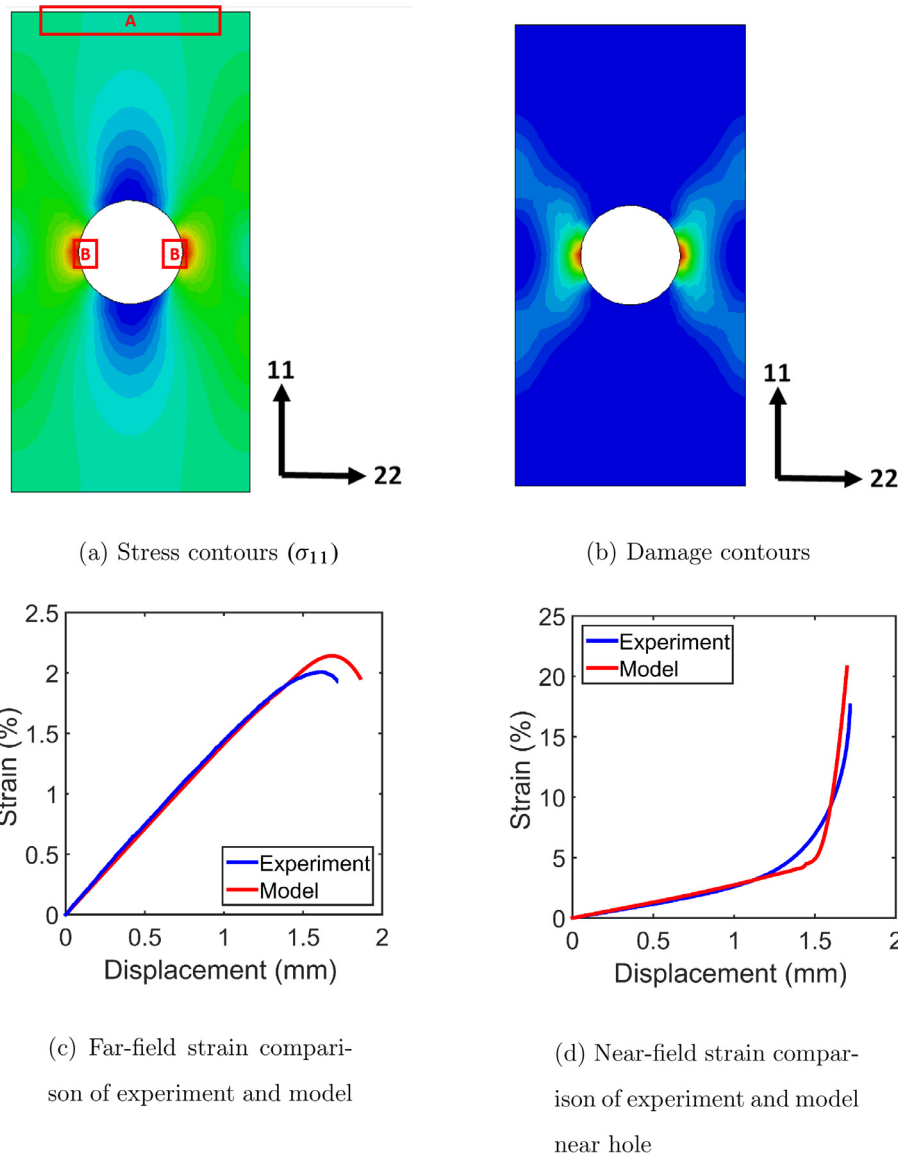 A
B
B
11
22
11
22
(a) Stress contours (σ11)
(b) Damage contours
2.5
2
1.5
1
0.5
0
Strain (%)
Experiment
Model
0
0.5
1
1.5
2
Displacement (mm)
25
20
15
10
5
0
Strain (%)
Experiment
Model
0
0.5
1
1.5
2
Displacement (mm)
(c) Far-field strain compari-
son of experiment and model
(d) Near-field strain compar-
ison of experiment and model
near hole